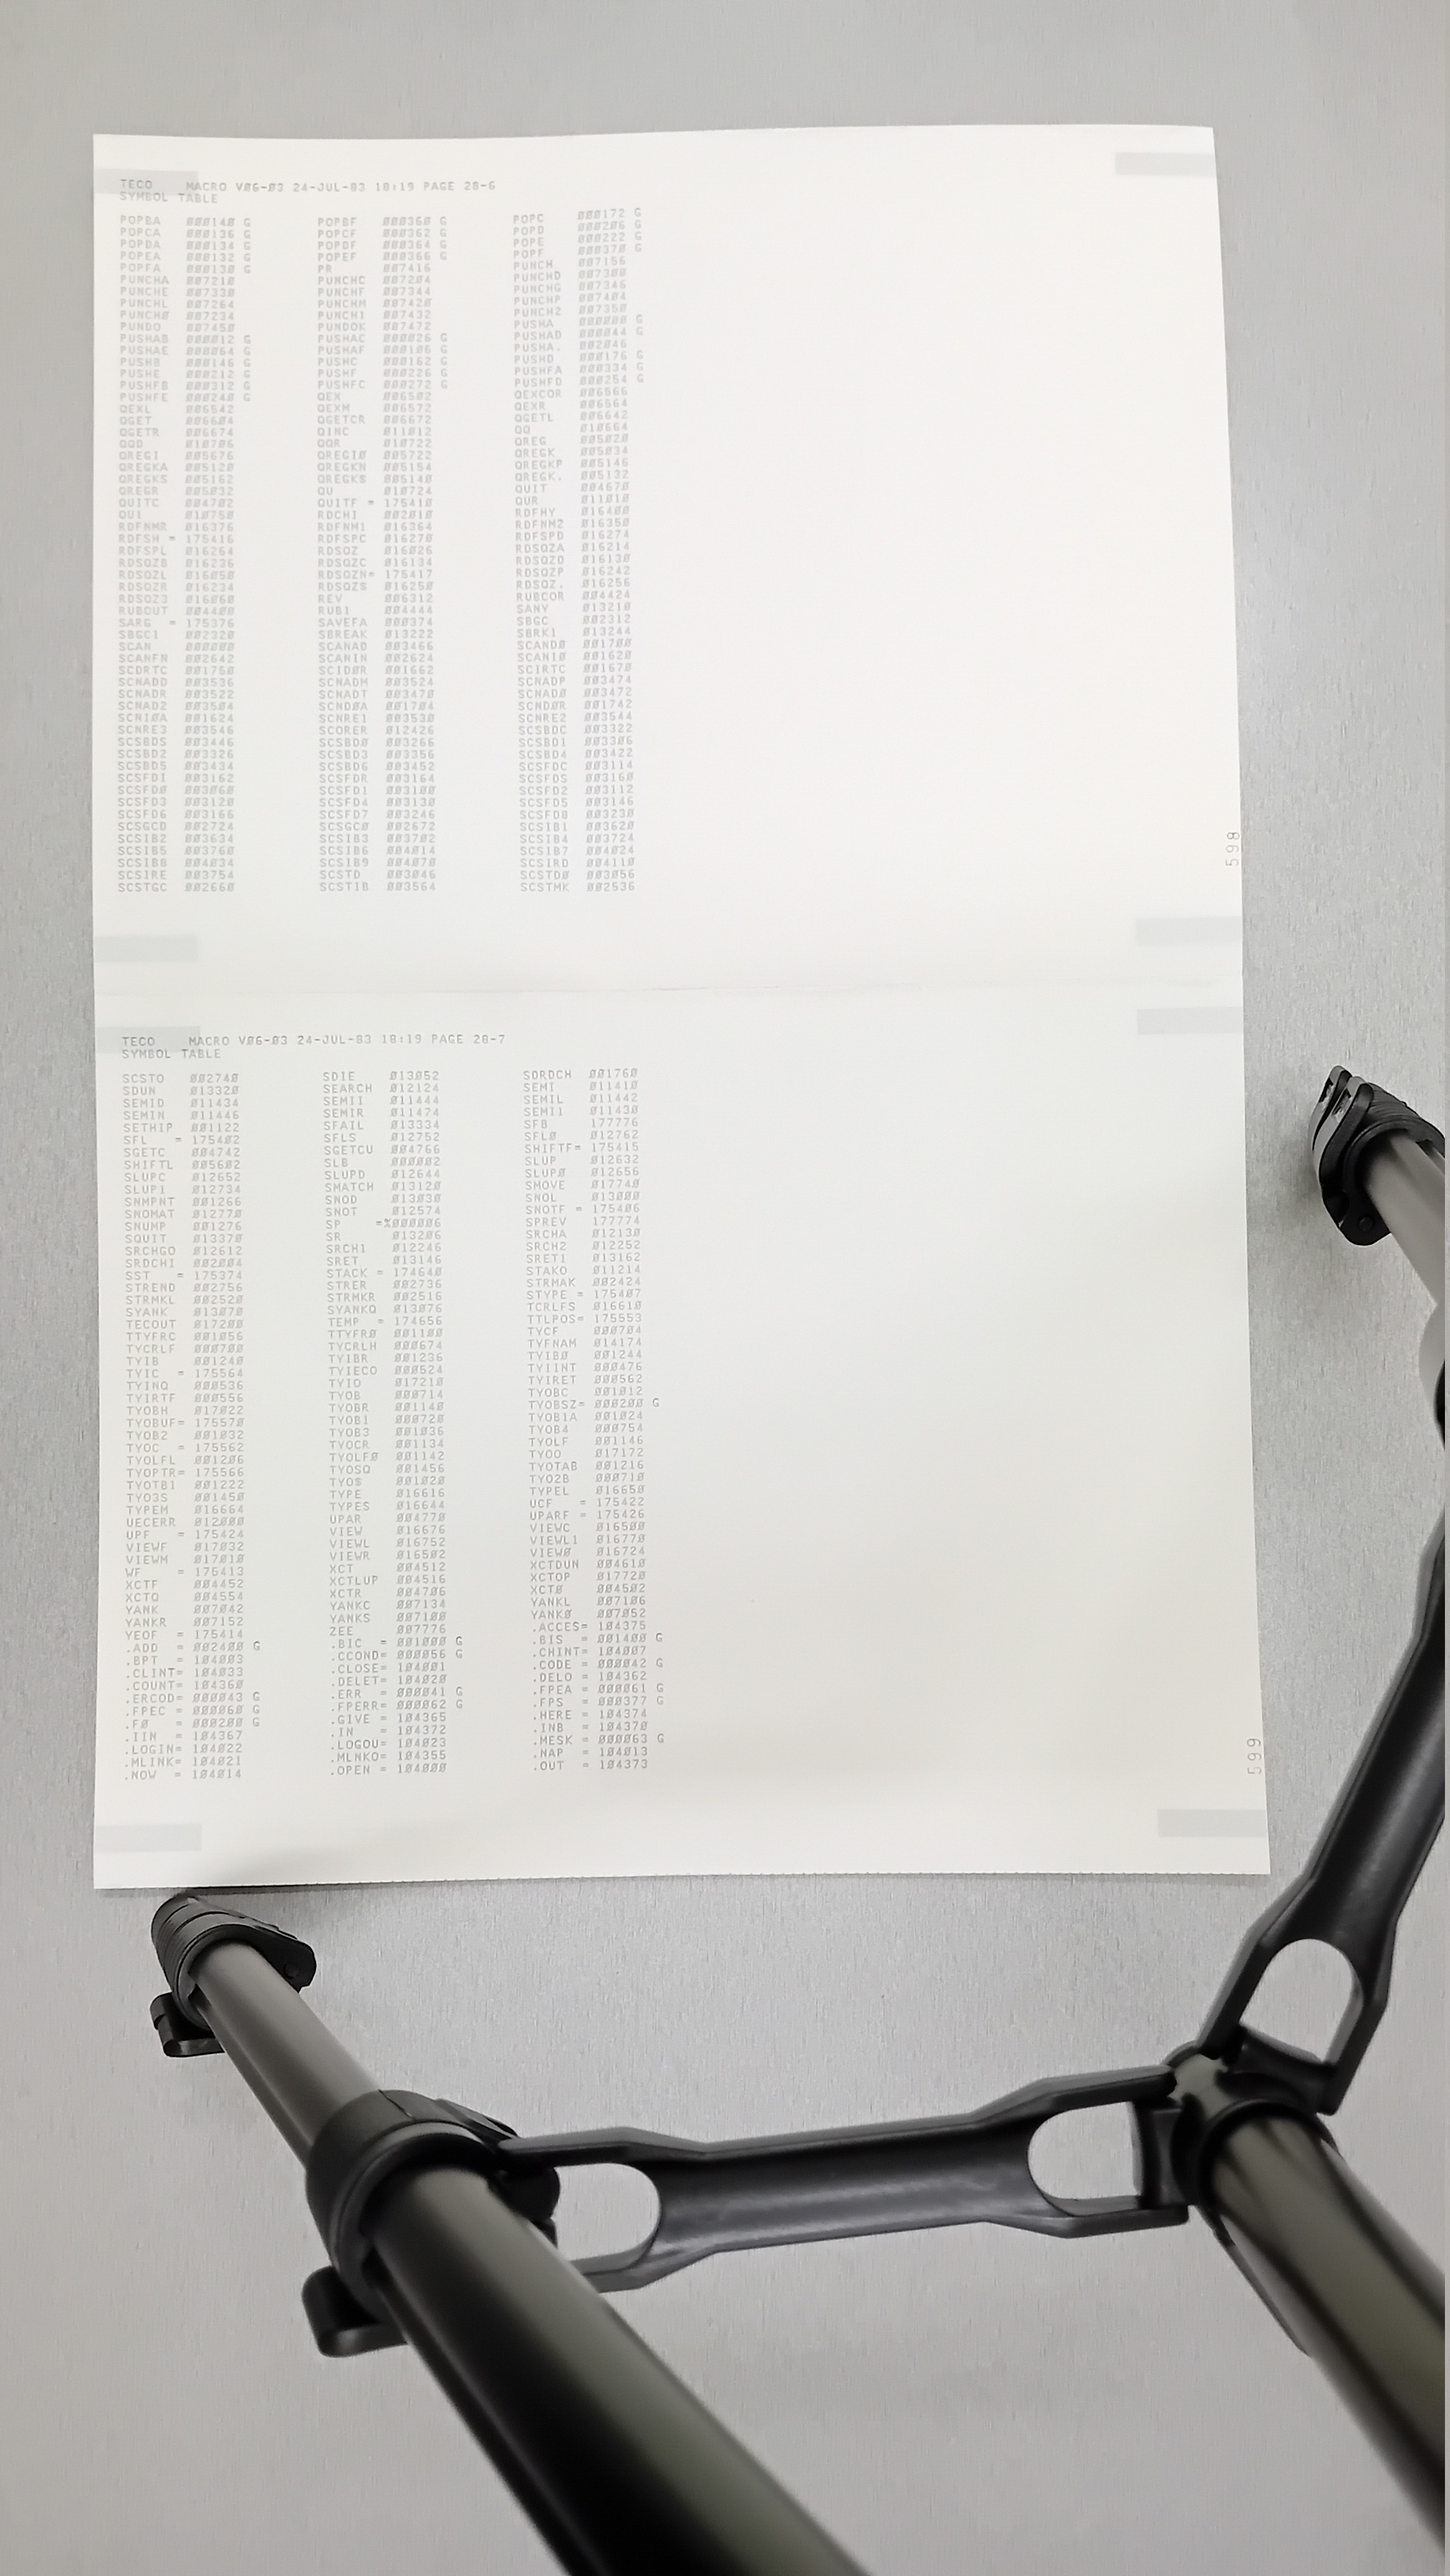 TECO     MACRO VØ6-Ø3 24-JUL-83 18:19 PAGE 28-6
SYMBOL TABLE
POPBA   ØØØ14Ø G   POPBF   ØØØ36Ø G   POPC    ØØØ172 G
POPCA   ØØØ136 G   POPCF   ØØØ362 G   POPD    ØØØ206 G
POPDA   ØØØ134 G   POPDF   ØØØ364 G   POPE    ØØØ222 G
POPEA   ØØØ132 G   POPEF   ØØØ366 G   POPF    ØØØ37Ø G
POPFA   ØØØ13Ø G   PR      ØØ7416     PUNCH   ØØ7156
PUNCHA  ØØ721Ø     PUNCHC  ØØ72Ø4     PUNCHD  ØØ73ØØ
PUNCHE  ØØ733Ø     PUNCHF  ØØ7344     PUNCHG  ØØ7346
PUNCHL  ØØ7264     PUNCHM  ØØ742Ø     PUNCHP  ØØ74Ø4
PUNCHØ  ØØ7234     PUNCH1  ØØ7432     PUNCH2  ØØ735Ø
PUNDO   ØØ745Ø     PUNDOK  ØØ7472     PUSHA   ØØØØØØ G
PUSHAB  ØØØØ12 G   PUSHAC  ØØØØ26 G   PUSHAD  ØØØØ44 G
PUSHAE  ØØØØ64 G   PUSHAF  ØØØ1Ø6 G   PUSHA.  ØØ2Ø46
PUSHB   ØØØ146 G   PUSHC   ØØØ162 G   PUSHD   ØØØ176 G
PUSHE   ØØØ212 G   PUSHF   ØØØ226 G   PUSHFA  ØØØ334 G
PUSHFB  ØØØ312 G   PUSHFC  ØØØ272 G   PUSHFD  ØØØ254 G
PUSHFE  ØØØ24Ø G   QEX     ØØ65Ø2     QEXCOR  ØØ6566
QEXL    ØØ6542     QEXM    ØØ6572     QEXR    ØØ6564
QGET    ØØ66Ø4     QGETCR  ØØ6672     QGETL   ØØ6642
QGETR   ØØ6674     QINC    Ø11Ø12     QQ      Ø1Ø664
QQD     Ø1Ø7Ø6     QQR     Ø1Ø722     QREG    ØØ5Ø2Ø
QREGI   ØØ5676     QREGIØ  ØØ5722     QREGK   ØØ5Ø34
QREGKA  ØØ512Ø     QREGKN  ØØ5154     QREGKP  ØØ5146
QREGKS  ØØ5162     QREGKS  ØØ514Ø     QREGK.  ØØ5132
QREGR   ØØ5Ø32     QU      Ø1Ø724     QUIT    ØØ467Ø
QUITC   ØØ47Ø2     QUITF = 17541Ø     QUR     Ø11Ø1Ø
QU1     Ø1Ø75Ø     RDCHI   ØØ2Ø1Ø     RDFHY   Ø164ØØ
RDFNMR  Ø16376     RDFNM1  Ø16364     RDFNM2  Ø1635Ø
RDFSH = 175416     RDFSPC  Ø1627Ø     RDFSPD  Ø16274
RDFSPL  Ø16264     RDSQZ   Ø16Ø26     RDSQZA  Ø16214
RDSQZB  Ø16236     RDSQZC  Ø16134     RDSQZD  Ø1613Ø
RDSQZL  Ø16Ø5Ø     RDSQZN= 175417     RDSQZP  Ø16242
RDSQZR  Ø16234     RDSQZS  Ø1625Ø     RDSQZ.  Ø16256
RDSQZ3  Ø16Ø6Ø     REV     ØØ6312     RUBCOR  ØØ4424
RUBOUT  ØØ44ØØ     RUB1    ØØ4444     SANY    Ø1321Ø
SARG  = 175376     SAVEFA  ØØØ374     SBGC    ØØ2312
SBGC1   ØØ232Ø     SBREAK  Ø13222     SBRK1   Ø13244
SCAN    ØØØØØØ     SCANAD  ØØ3466     SCANDØ  ØØ17ØØ
SCANFN  ØØ2642     SCANIN  ØØ2624     SCANIØ  ØØ162Ø
SCDRTC  ØØ175Ø     SCIDØR  ØØ1662     SCIRTC  ØØ167Ø
SCNADD  ØØ3536     SCNADM  ØØ3524     SCNADP  ØØ3474
SCNADR  ØØ3522     SCNADT  ØØ347Ø     SCNADØ  ØØ3472
SCNAD2  ØØ35Ø4     SCNDØA  ØØ17Ø4     SCNDØR  ØØ1742
SCNIØA  ØØ1624     SCNRE1  ØØ353Ø     SCNRE2  ØØ3544
SCNRE3  ØØ3546     SCORER  Ø12426     SCSBDC  ØØ3322
SCSBDS  ØØ3446     SCSBDØ  ØØ3266     SCSBD1  ØØ33Ø6
SCSBD2  ØØ3326     SCSBD3  ØØ3356     SCSBD4  ØØ3422
SCSBD5  ØØ3434     SCSBD6  ØØ3452     SCSFDC  ØØ3114
SCSFDI  ØØ3162     SCSFDR  ØØ3164     SCSFDS  ØØ316Ø
SCSFDØ  ØØ3Ø6Ø     SCSFD1  ØØ31ØØ     SCSFD2  ØØ3112
SCSFD3  ØØ312Ø     SCSFD4  ØØ313Ø     SCSFD5  ØØ3146
SCSFD6  ØØ3166     SCSFD7  ØØ3246     SCSFD8  ØØ323Ø
SCSGCD  ØØ2724     SCSGCØ  ØØ2672     SCSIB1  ØØ362Ø
SCSIB2  ØØ3634     SCSIB3  ØØ37Ø2     SCSIB4  ØØ3724
SCSIB5  ØØ376Ø     SCSIB6  ØØ4Ø14     SCSIB7  ØØ4Ø24
SCSIB8  ØØ4Ø34     SCSIB9  ØØ4Ø7Ø     SCSIRD  ØØ411Ø
SCSIRE  ØØ3754     SCSTD   ØØ3Ø46     SCSTDØ  ØØ3Ø56
SCSTGC  ØØ266Ø     SCSTIB  ØØ3564     SCSTMK  ØØ2536
598
TECO     MACRO VØ6-Ø3 24-JUL-83 18:19 PAGE 28-7
SYMBOL TABLE
SCSTO   ØØ274Ø     SDIE    Ø13Ø52     SDRDCH  ØØ176Ø
SDUN    Ø1332Ø     SEARCH  Ø12124     SEMI    Ø1141Ø
SEMID   Ø11434     SEMII   Ø11444     SEMIL   Ø11442
SEMIN   Ø11446     SEMIR   Ø11474     SEMI1   Ø1143Ø
SETHIP  ØØ1122     SFAIL   Ø13334     SFB     177776
SFL   = 1754Ø2     SFLS    Ø12752     SFLØ    Ø12762
SGETC   ØØ4742     SGETCU  ØØ4766     SHIFTF= 175415
SHIFTL  ØØ56Ø2     SLB     ØØØØØ2     SLUP    Ø12632
SLUPC   Ø12652     SLUPD   Ø12644     SLUPØ   Ø12656
SLUP1   Ø12734     SMATCH  Ø1312Ø     SMOVE   Ø1774Ø
SNMPNT  ØØ1266     SNOD    Ø13Ø3Ø     SNOL    Ø13ØØØ
SNOMAT  Ø1277Ø     SNOT    Ø12574     SNOTF = 1754Ø6
SNUMP   ØØ1276     SP    =%ØØØØØ6     SPREV   177774
SQUIT   Ø1337Ø     SR      Ø132Ø6     SRCHA   Ø1213Ø
SRCHGO  Ø12612     SRCH1   Ø12246     SRCH2   Ø12252
SRDCHI  ØØ2ØØ4     SRET    Ø13146     SRET1   Ø13162
SST   = 175374     STACK = 17464Ø     STAKO   Ø11214
STREND  ØØ2756     STRER   ØØ2736     STRMAK  ØØ2424
STRMKL  ØØ252Ø     STRMKR  ØØ2516     STYPE = 1754Ø7
SYANK   Ø13Ø7Ø     SYANKQ  Ø13Ø76     TCRLFS  Ø1661Ø
TECOUT  Ø172ØØ     TEMP  = 174656     TTLPOS= 175553
TTYFRC  ØØ1Ø56     TTYFRØ  ØØ11ØØ     TYCF    ØØØ7Ø4
TYCRLF  ØØØ7ØØ     TYCRLH  ØØØ674     TYFNAM  Ø14174
TYIB    ØØ124Ø     TYIBR   ØØ1236     TYIBØ   ØØ1244
TYIC  = 175564     TYIECO  ØØØ524     TYIINT  ØØØ476
TYINQ   ØØØ536     TYIO    Ø1721Ø     TYIRET  ØØØ562
TYIRTF  ØØØ556     TYOB    ØØØ714     TYOBC   ØØ1Ø12
TYOBH   Ø17Ø22     TYOBR   ØØ114Ø     TYOBSZ= ØØØ2ØØ G
TYOBUF= 17557Ø     TYOB1   ØØØ72Ø     TYOB1A  ØØ1Ø24
TYOB2   ØØ1Ø32     TYOB3   ØØ1Ø36     TYOB4   ØØØ754
TYOC  = 175562     TYOCR   ØØ1134     TYOLF   ØØ1146
TYOLFL  ØØ12Ø6     TYOLFØ  ØØ1142     TYOO    Ø17172
TYOPTR= 175566     TYOSQ   ØØ1456     TYOTAB  ØØ1216
TYOTB1  ØØ1222     TYO$    ØØ1Ø2Ø     TYO2B   ØØØ71Ø
TYO3S   ØØ145Ø     TYPE    Ø16616     TYPEL   Ø1665Ø
TYPEM   Ø16664     TYPES   Ø16644     UCF   = 175422
UECERR  Ø12ØØØ     UPAR    ØØ477Ø     UPARF = 175426
UPF   = 175424     VIEW    Ø16676     VIEWC   Ø165ØØ
VIEWF   Ø17Ø32     VIEWL   Ø16752     VIEWL1  Ø1677Ø
VIEWM   Ø17Ø1Ø     VIEWR   Ø165Ø2     VIEWØ   Ø16724
WF    = 175413     XCT     ØØ4512     XCTDUN  ØØ461Ø
XCTF    ØØ4452     XCTLUP  ØØ4516     XCTOP   Ø1772Ø
XCTQ    ØØ4554     XCTR    ØØ47Ø6     XCTØ    ØØ45Ø2
YANK    ØØ7Ø42     YANKC   ØØ7134     YANKL   ØØ71Ø6
YANKR   ØØ7152     YANKS   ØØ71ØØ     YANKØ   ØØ7Ø52
YEOF  = 175414     ZEE     ØØ7776     .ACCES= 1Ø4375
.ADD  = ØØ24ØØ G   .BIC  = ØØ1ØØØ G   .BIS  = ØØ14ØØ G
.BPT  = 1Ø4ØØ3     .CCOND= ØØØØ56 G   .CHINT= 1Ø4ØØ7
.CLINT= 1Ø4Ø33     .CLOSE= 1Ø4ØØ1     .CODE = ØØØØ42 G
.COUNT= 1Ø436Ø     .DELET= 1Ø4Ø2Ø     .DELO = 1Ø4362
.ERCOD= ØØØØ43 G   .ERR  = ØØØØ41 G   .FPEA = ØØØØ61 G
.FPEC = ØØØØ6Ø G   .FPERR= ØØØØ62 G   .FPS  = ØØØ377 G
.FØ   = ØØØ2ØØ G   .GIVE = 1Ø4365     .HERE = 1Ø4374
.IIN  = 1Ø4367     .IN   = 1Ø4372     .INB  = 1Ø437Ø
.LOGIN= 1Ø4Ø22     .LOGOU= 1Ø4Ø23     .MESK = ØØØØ63 G
.MLINK= 1Ø4Ø21     .MLNKO= 1Ø4355     .NAP  = 1Ø4Ø13
.NOW  = 1Ø4Ø14     .OPEN = 1Ø4ØØØ     .OUT  = 1Ø4373
599